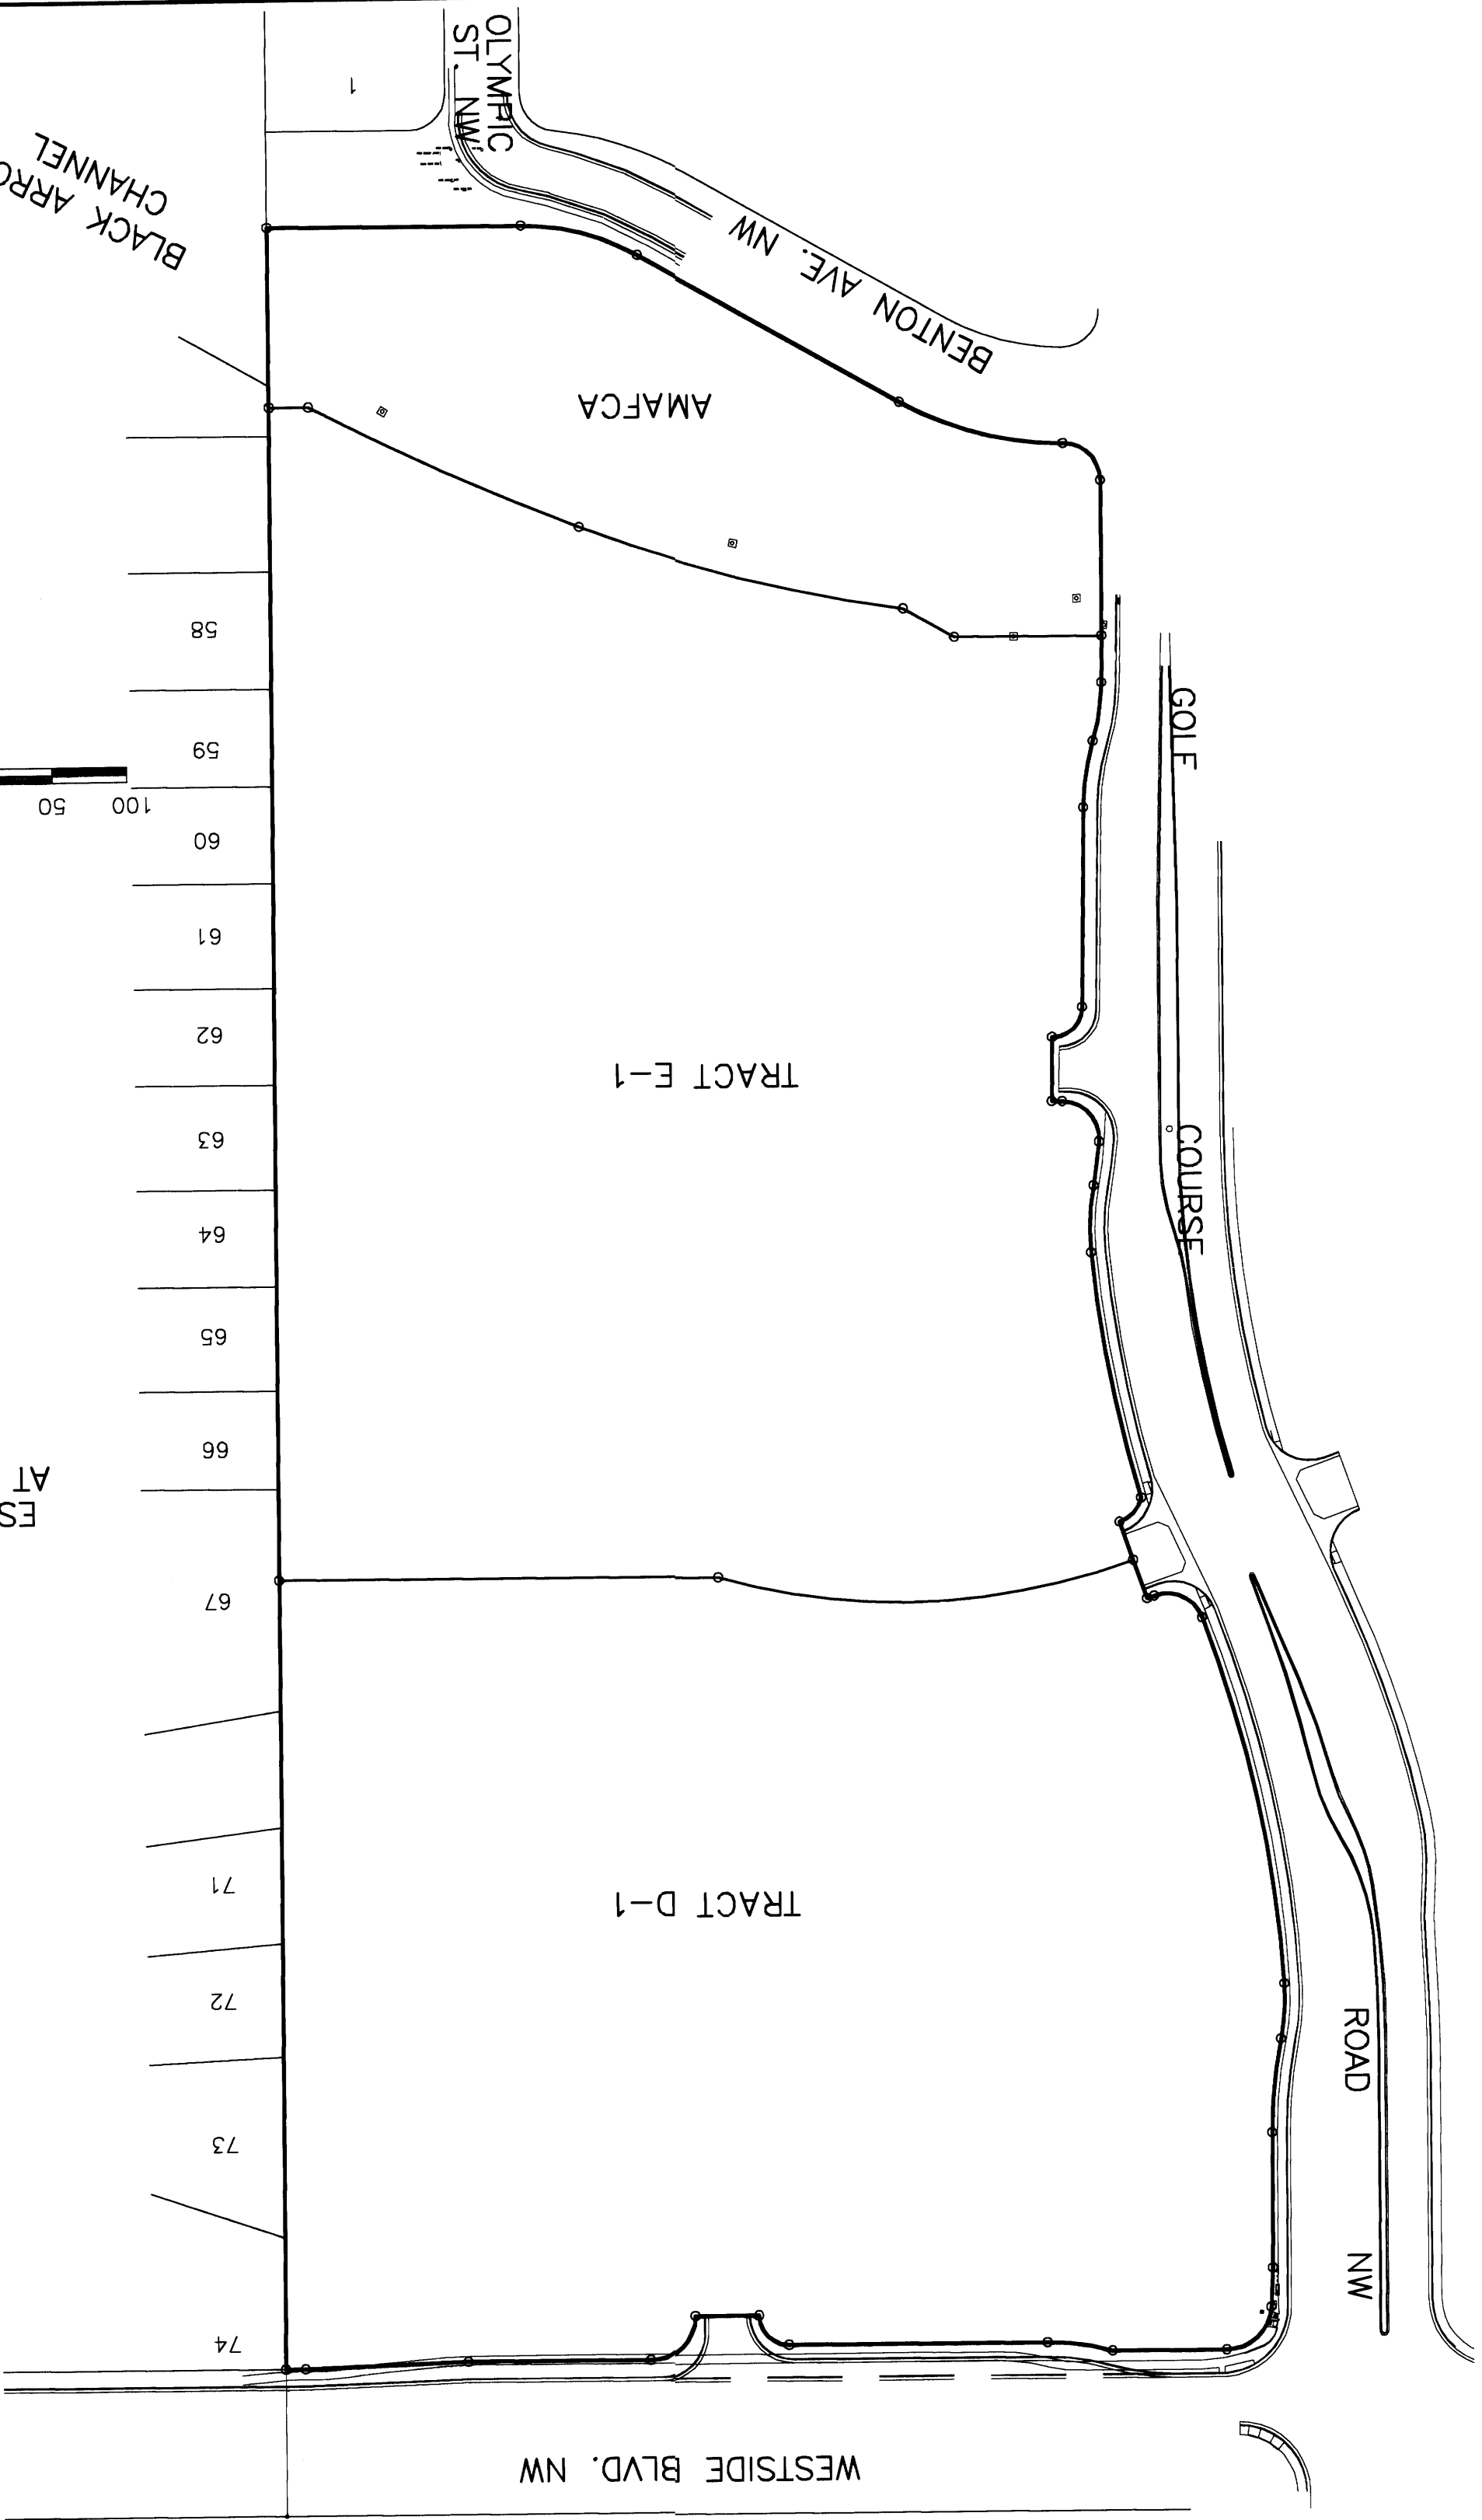 WESTSIDE BLVD. NW
74
73
72
71
TRACT D-1
ROAD
NW
67
66
65
64
63
62
61
60
59
58
AT
ES
TRACT E-1
GOLF
COURSE
50
100
AMAFCA
BENTON AVE. NW
OLYMPIC
ST. NW
1
BLACK ARRO
CHANNEL